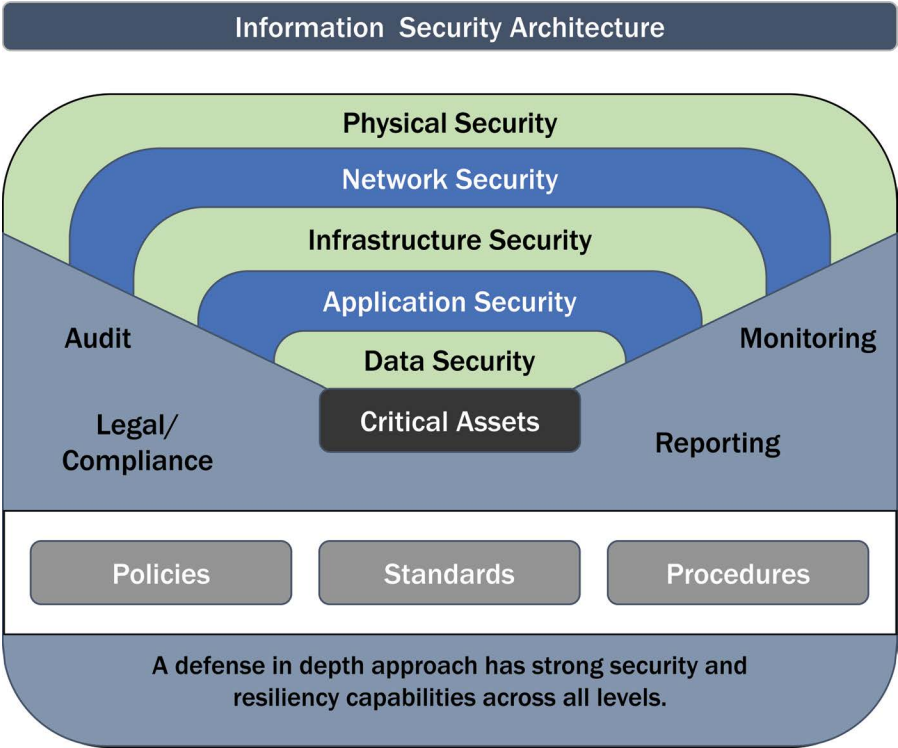 Information Security Architecture
Physical Security
Network Security
Infrastructure Security
Application Security
Data Security
Critical Assets
Audit
Monitoring
Legal/
Compliance
Reporting
Policies
Standards
Procedures
A defense in depth approach has strong security and
resiliency capabilities across all levels.